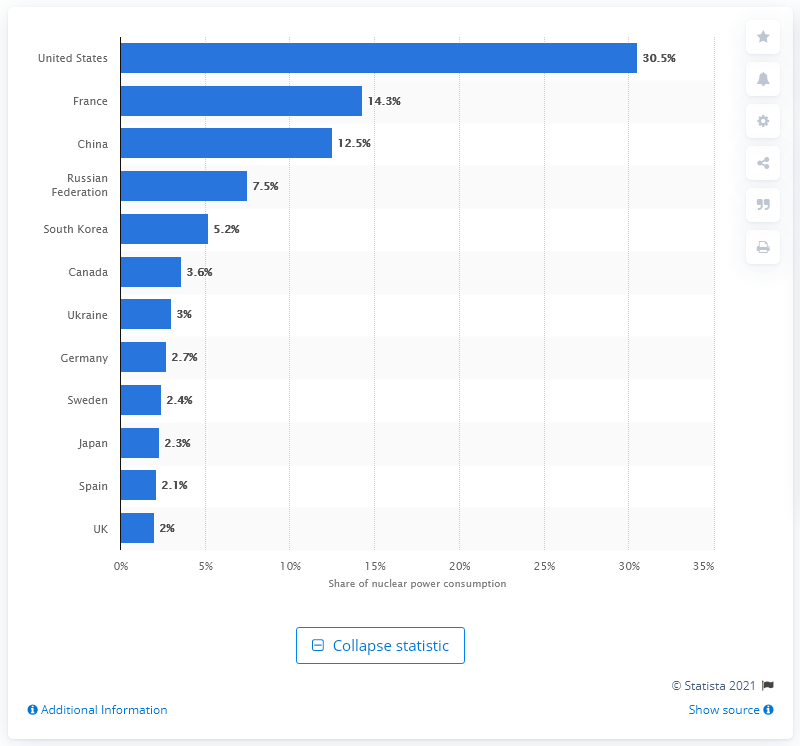 United States 30.5%
France 14.3%
China 12.5%
Russian
Federation 7.5%
South Korea 5.2%
Canada 3.6%
Ukraine 3%
Germany 2.7%
Sweden 2.4%
Japan 2.3%
Spain 2.1%
UK 2%
0% 5% 10% 15% 20% 25% 30% 35%
Share of nuclear power consumption
Collapse statistic
© Statista 2021
Additional Information Show source